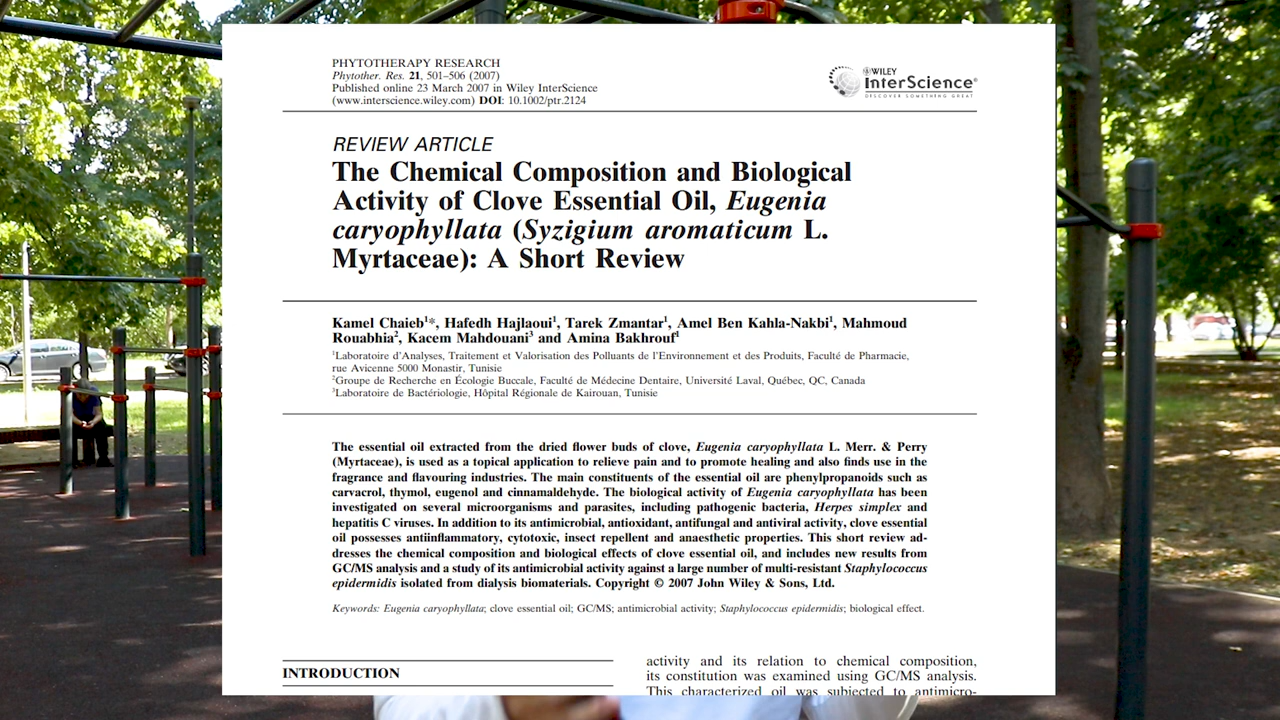 PHYTOTHERAPY RESEARCH
Phytother. Res. 21, 501–506 (2007)
Published online 23 March 2007 in Wiley InterScience
(www.interscience.wiley.com) DOI: 10.1002/ptr.2124
WILEY
InterScience®
DISCOVER SOMETHING GREAT
REVIEW ARTICLE
The Chemical Composition and Biological
Activity of Clove Essential Oil, Eugenia
caryophyllata (Syzigium aromaticum L.
Myrtaceae): A Short Review
Kamel Chaieb1*, Hafedh Hajlaoui1, Tarek Zmantar1, Amel Ben Kahla-Nakbi1, Mahmoud
Rouabhia2, Kacem Mahdouani3 and Amina Bakhrouf1
1Laboratoire d'Analyses, Traitement et Valorisation des Polluants de l'Environnement et des Produits, Faculté de Pharmacie,
rue Avicenne 5000 Monastir, Tunisie
2Groupe de Recherche en Écologie Buccale, Faculté de Médecine Dentaire, Université Laval, Québec, QC, Canada
3Laboratoire de Bactériologie, Hôpital Régionale de Kairouan, Tunisie
The essential oil extracted from the dried flower buds of clove, Eugenia caryophyllata L. Merr. & Perry
(Myrtaceae), is used as a topical application to relieve pain and to promote healing and also finds use in the
fragrance and flavouring industries. The main constituents of the essential oil are phenylpropanoids such as
carvacrol, thymol, eugenol and cinnamaldehyde. The biological activity of Eugenia caryophyllata has been
investigated on several microorganisms and parasites, including pathogenic bacteria, Herpes simplex and
hepatitis C viruses. In addition to its antimicrobial, antioxidant, antifungal and antiviral activity, clove essential
oil possesses antiinflammatory, cytotoxic, insect repellent and anaesthetic properties. This short review ad-
dresses the chemical composition and biological effects of clove essential oil, and includes new results from
GC/MS analysis and a study of its antimicrobial activity against a large number of multi-resistant Staphylococcus
epidermidis isolated from dialysis biomaterials. Copyright © 2007 John Wiley & Sons, Ltd.
Keywords: Eugenia caryophyllata; clove essential oil; GC/MS; antimicrobial activity; Staphylococcus epidermidis; biological effect.
INTRODUCTION
activity and its relation to chemical composition,
its constitution was examined using GC/MS analysis.
This characterized oil was subjected to antimicro-